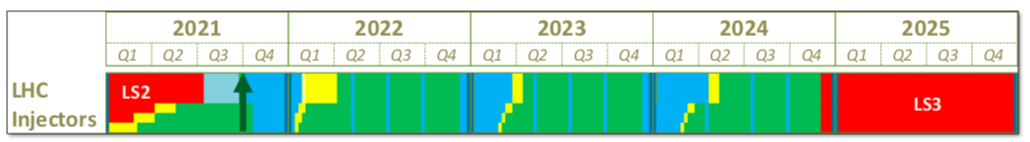 2021 2022 2023 2024 2025
Q1 Q2 Q3 Q4 Q1 Q2 Q3 Q4 Q1 Q2 Q3 Q4 Q1 Q2 Q3 Q4 Q1 Q2 Q3 Q4
LHC LS2 LS3
Injectors